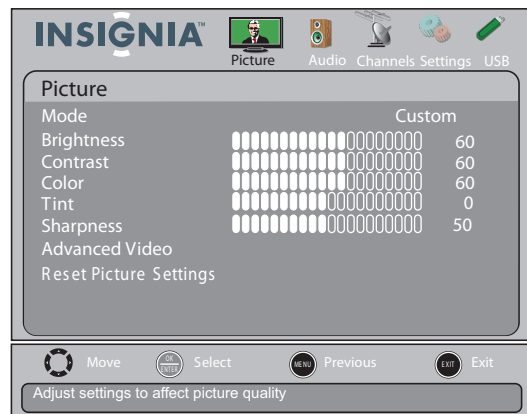 INSIGNIA™
Picture Audio Channels Settings USB
Picture
Mode Custom
Brightness 60
Contrast 60
Color 60
Tint 0
Sharpness 50
Advanced Video
Reset Picture Settings
Move OK ENTER Select MENU Previous EXIT Exit
Adjust settings to affect picture quality